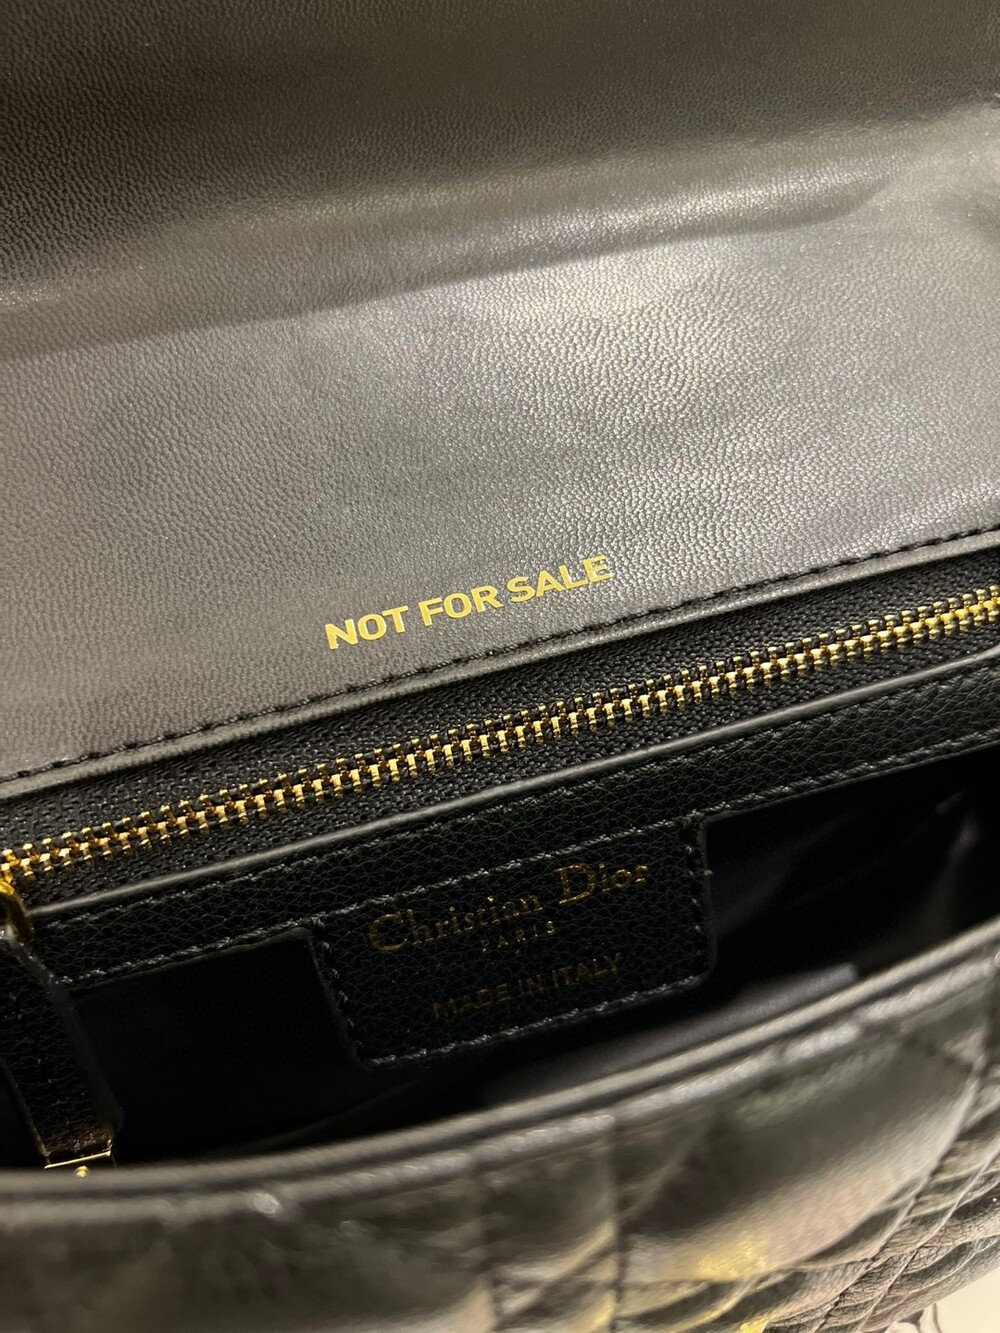 NOT FOR SALE
Christian Dior
PARIS
MADE IN ITALY